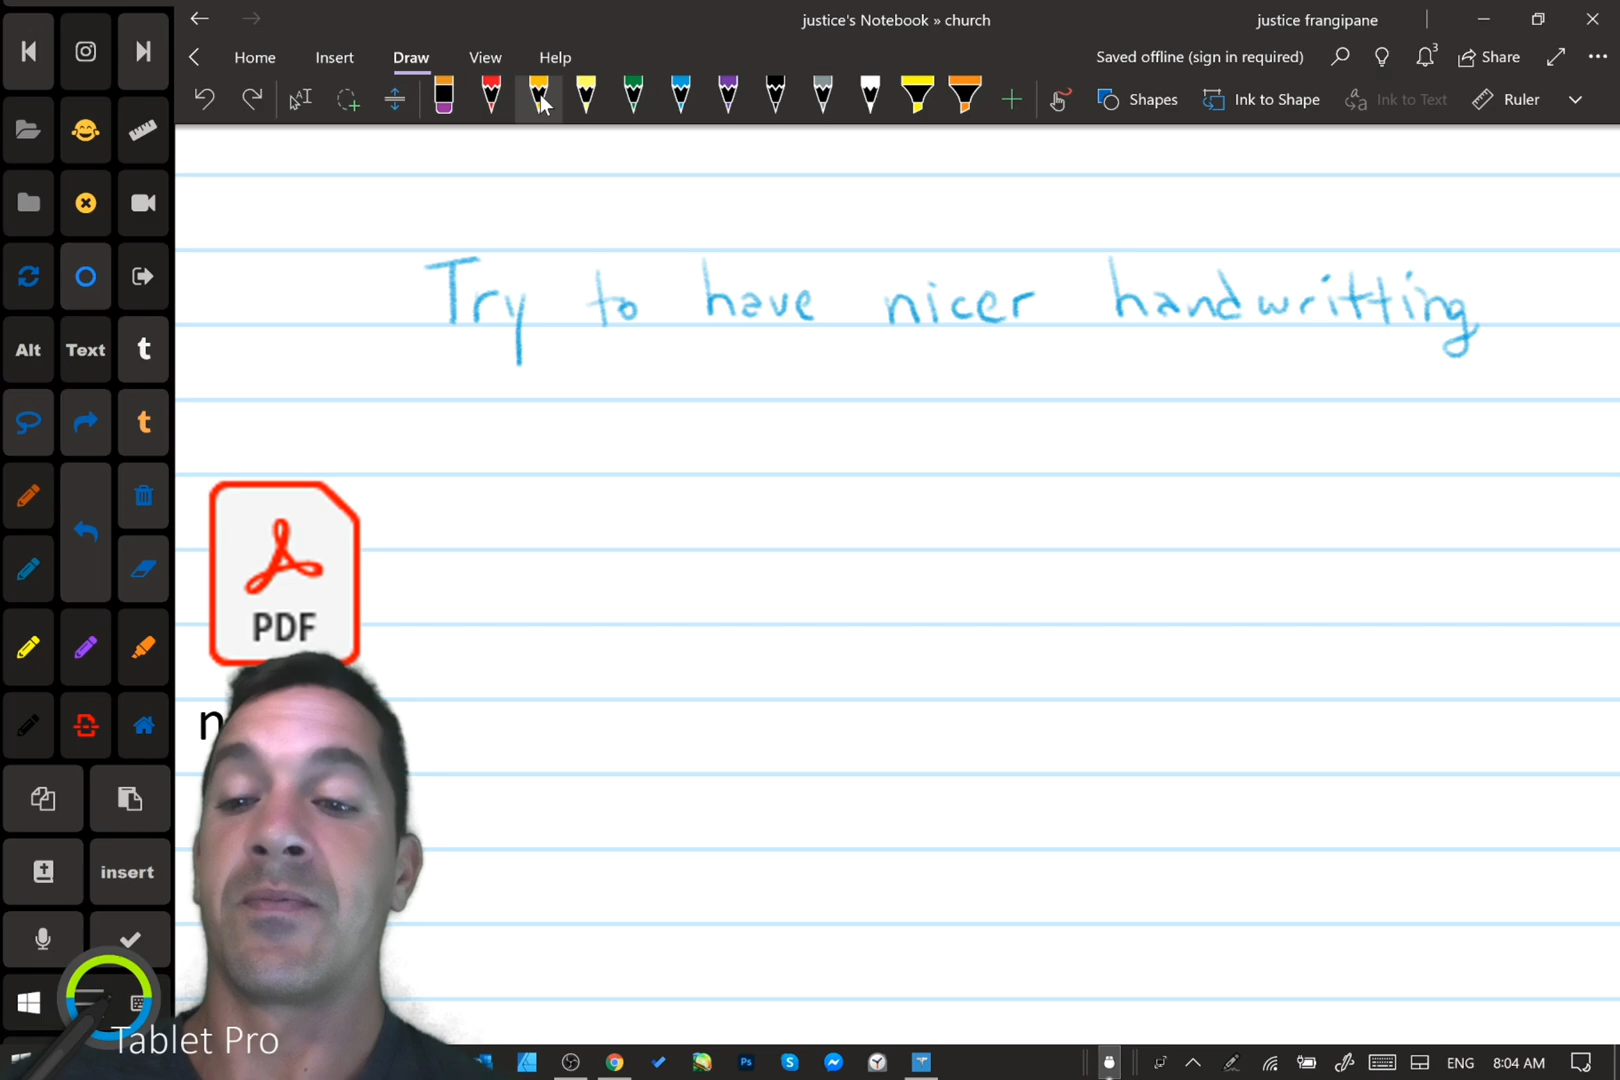 justice's Notebook » church
justice frangipane
Home Insert Draw View Help
Saved offline (sign in required)
3
Share
Shapes
Ink to Shape
Ink to Text
Ruler
Alt Text t
t
Try to have nicer handwritting
PDF
n
insert
Tablet Pro
Ps
ENG 8:04 AM